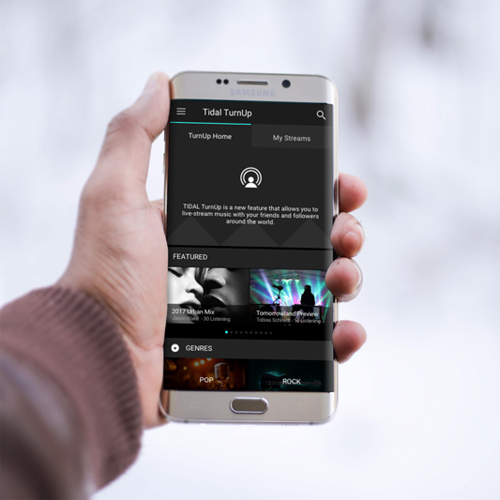 SAMSUNG
Tidal TurnUp
TurnUp Home
My Streams
TIDAL TurnUp is a new feature that allows you to
live-stream music with your friends and followers
around the world.
FEATURED
2017 Urban Mix
30 Listening
Tomorrowland Preview
Tobias Schmidt - 30 Listening
GENRES
POP
ROCK